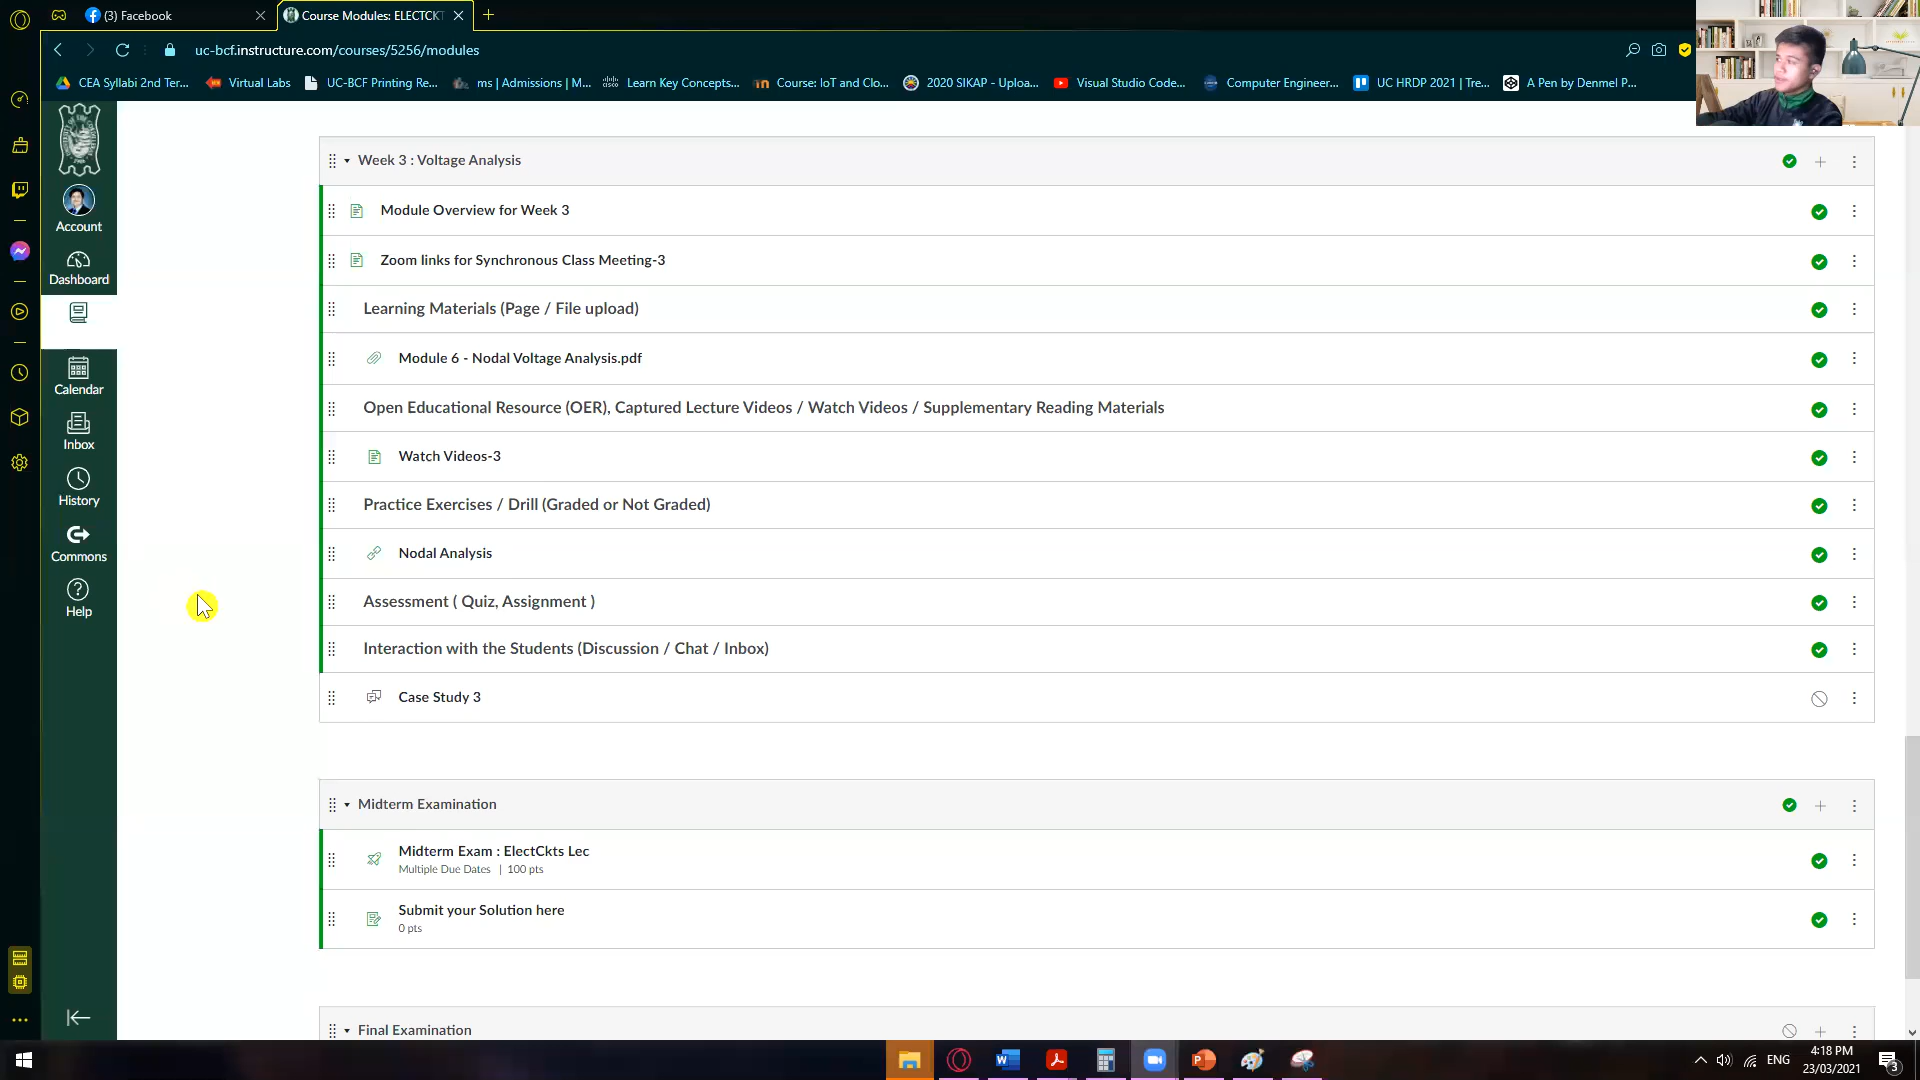 (3) Facebook
Course Modules: ELECTCKT
uc-bcf.instructure.com/courses/5256/modules
CEA Syllabi 2nd Ter...
Virtual Labs
UC-BCF Printing Re...
ms | Admissions | M...
Learn Key Concepts...
Course: IoT and Clo...
2020 SIKAP - Uploa...
Visual Studio Code...
Computer Engineer...
UC HRDP 2021 | Tre...
A Pen by Denmel P...
Account
Dashboard
Calendar
Inbox
History
Commons
Help
Week 3 : Voltage Analysis
Module Overview for Week 3
Zoom links for Synchronous Class Meeting-3
Learning Materials (Page / File upload)
Module 6 - Nodal Voltage Analysis.pdf
Open Educational Resource (OER), Captured Lecture Videos / Watch Videos / Supplementary Reading Materials
Watch Videos-3
Practice Exercises / Drill (Graded or Not Graded)
Nodal Analysis
Assessment ( Quiz, Assignment )
Interaction with the Students (Discussion / Chat / Inbox)
Case Study 3
Midterm Examination
Midterm Exam : ElectCkts Lec
Multiple Due Dates | 100 pts
Submit your Solution here
0 pts
Final Examination
ENG
4:18 PM
23/03/2021
3